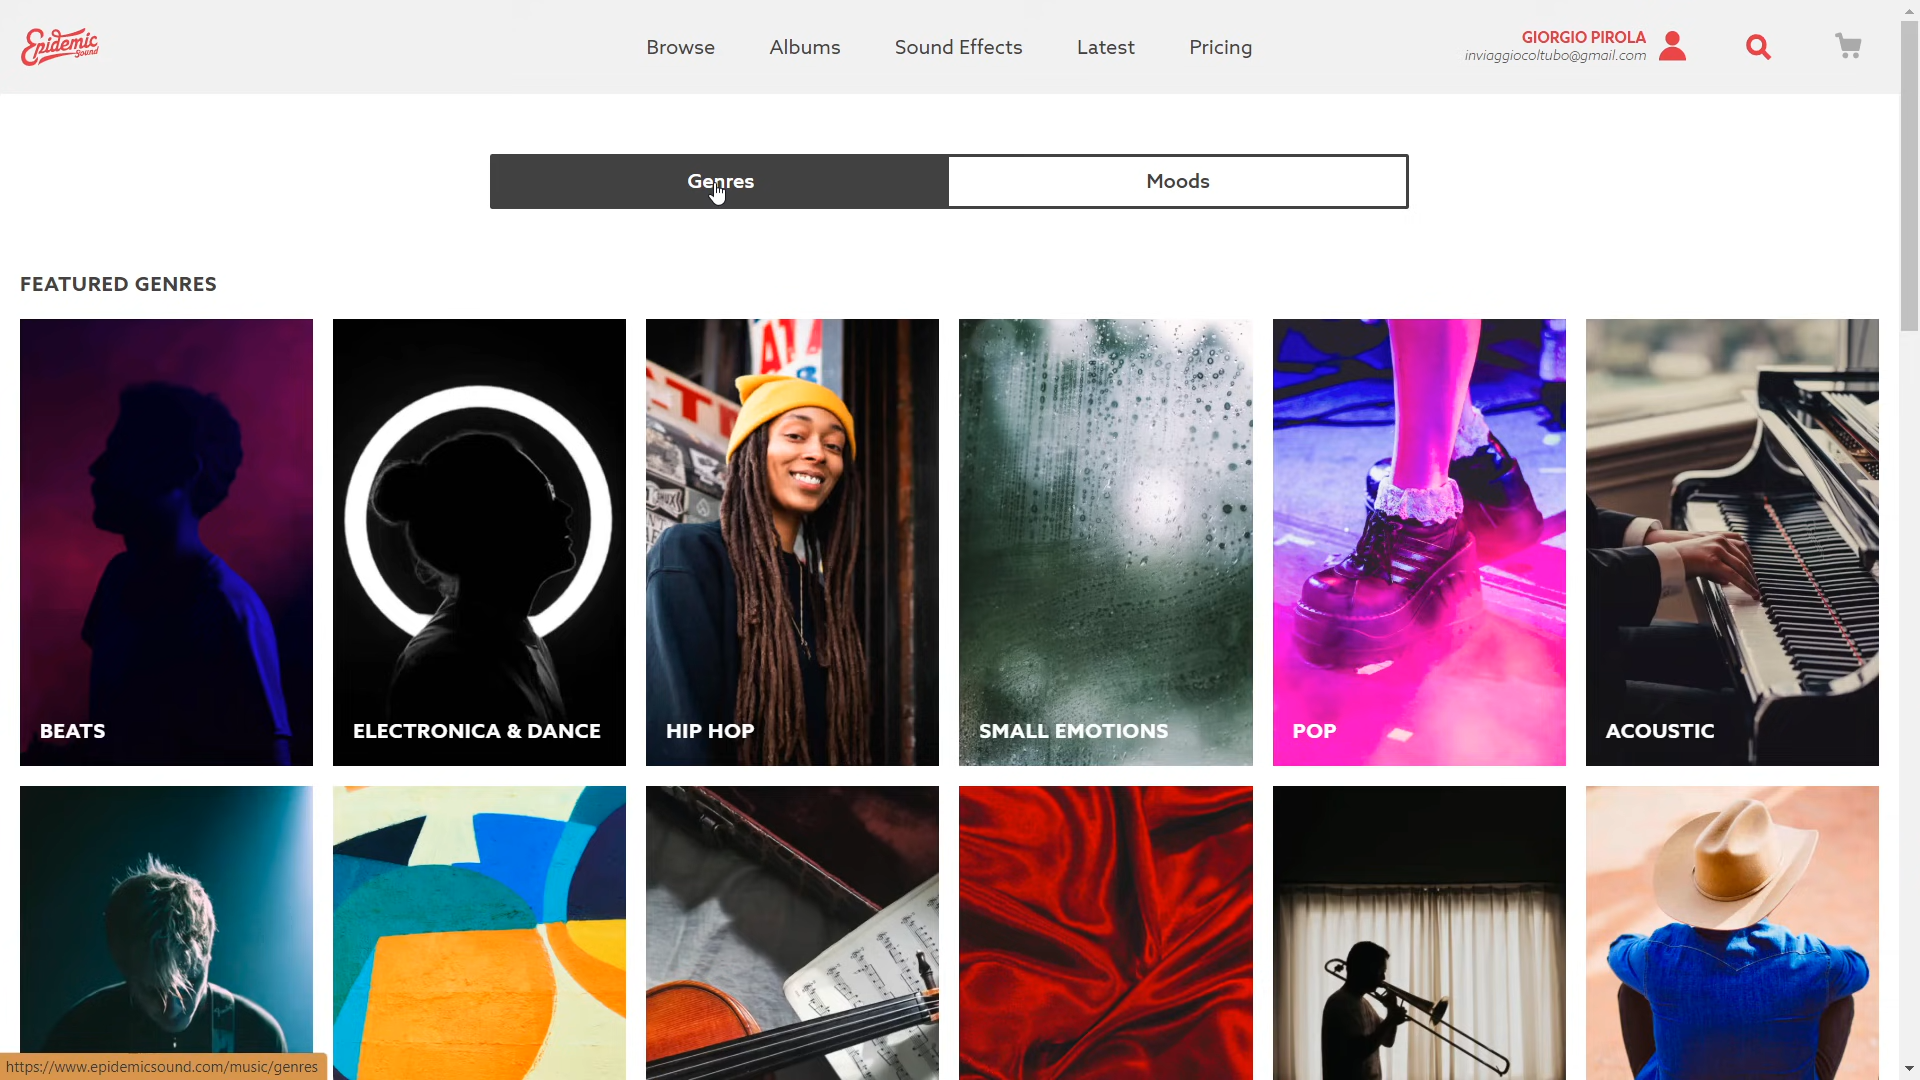 Epidemic
Sound
Browse
Albums
Sound Effects
Latest
Pricing
GIORGIO PIROLA
inviaggiocoltubo@gmail.com
Genres
Moods
FEATURED GENRES
BEATS
ELECTRONICA & DANCE
HIP HOP
SMALL EMOTIONS
POP
ACOUSTIC
https://www.epidemicsound.com/music/genres